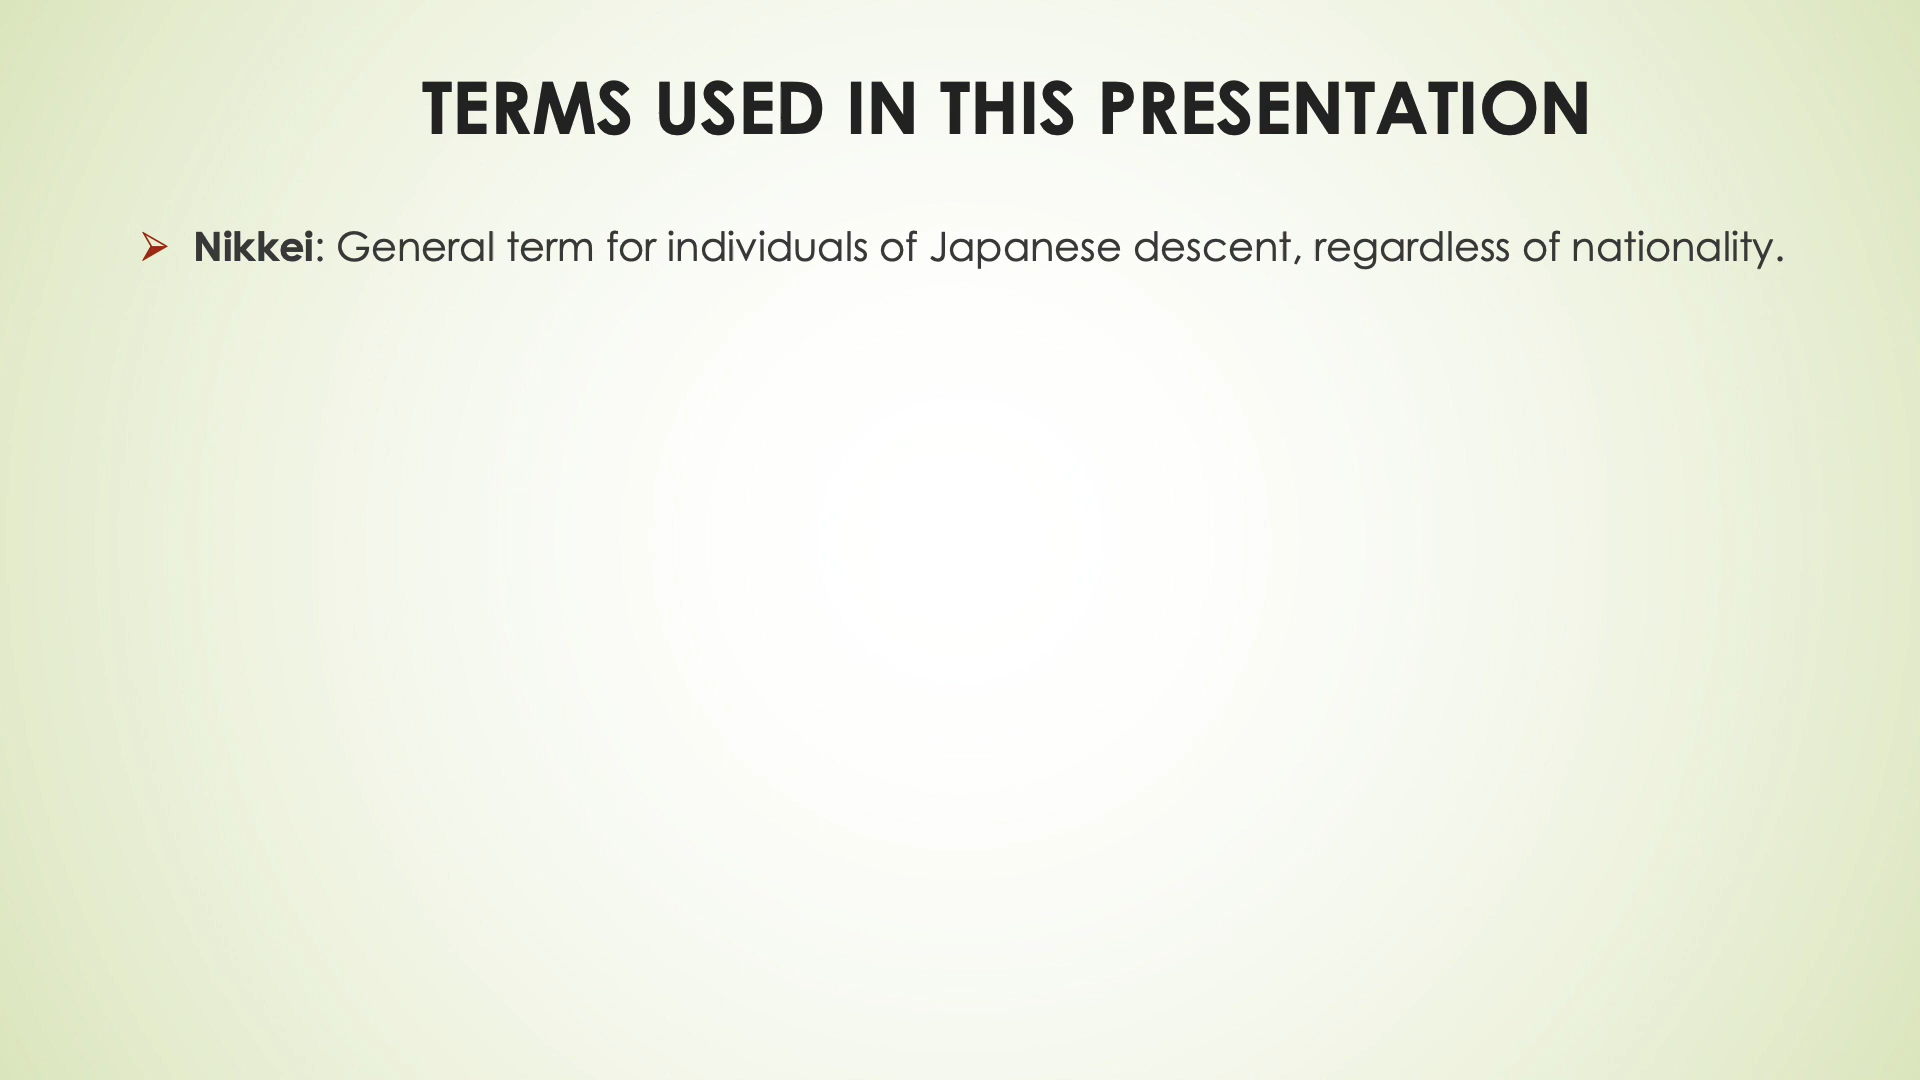 TERMS USED IN THIS PRESENTATION
Nikkei: General term for individuals of Japanese descent, regardless of nationality.